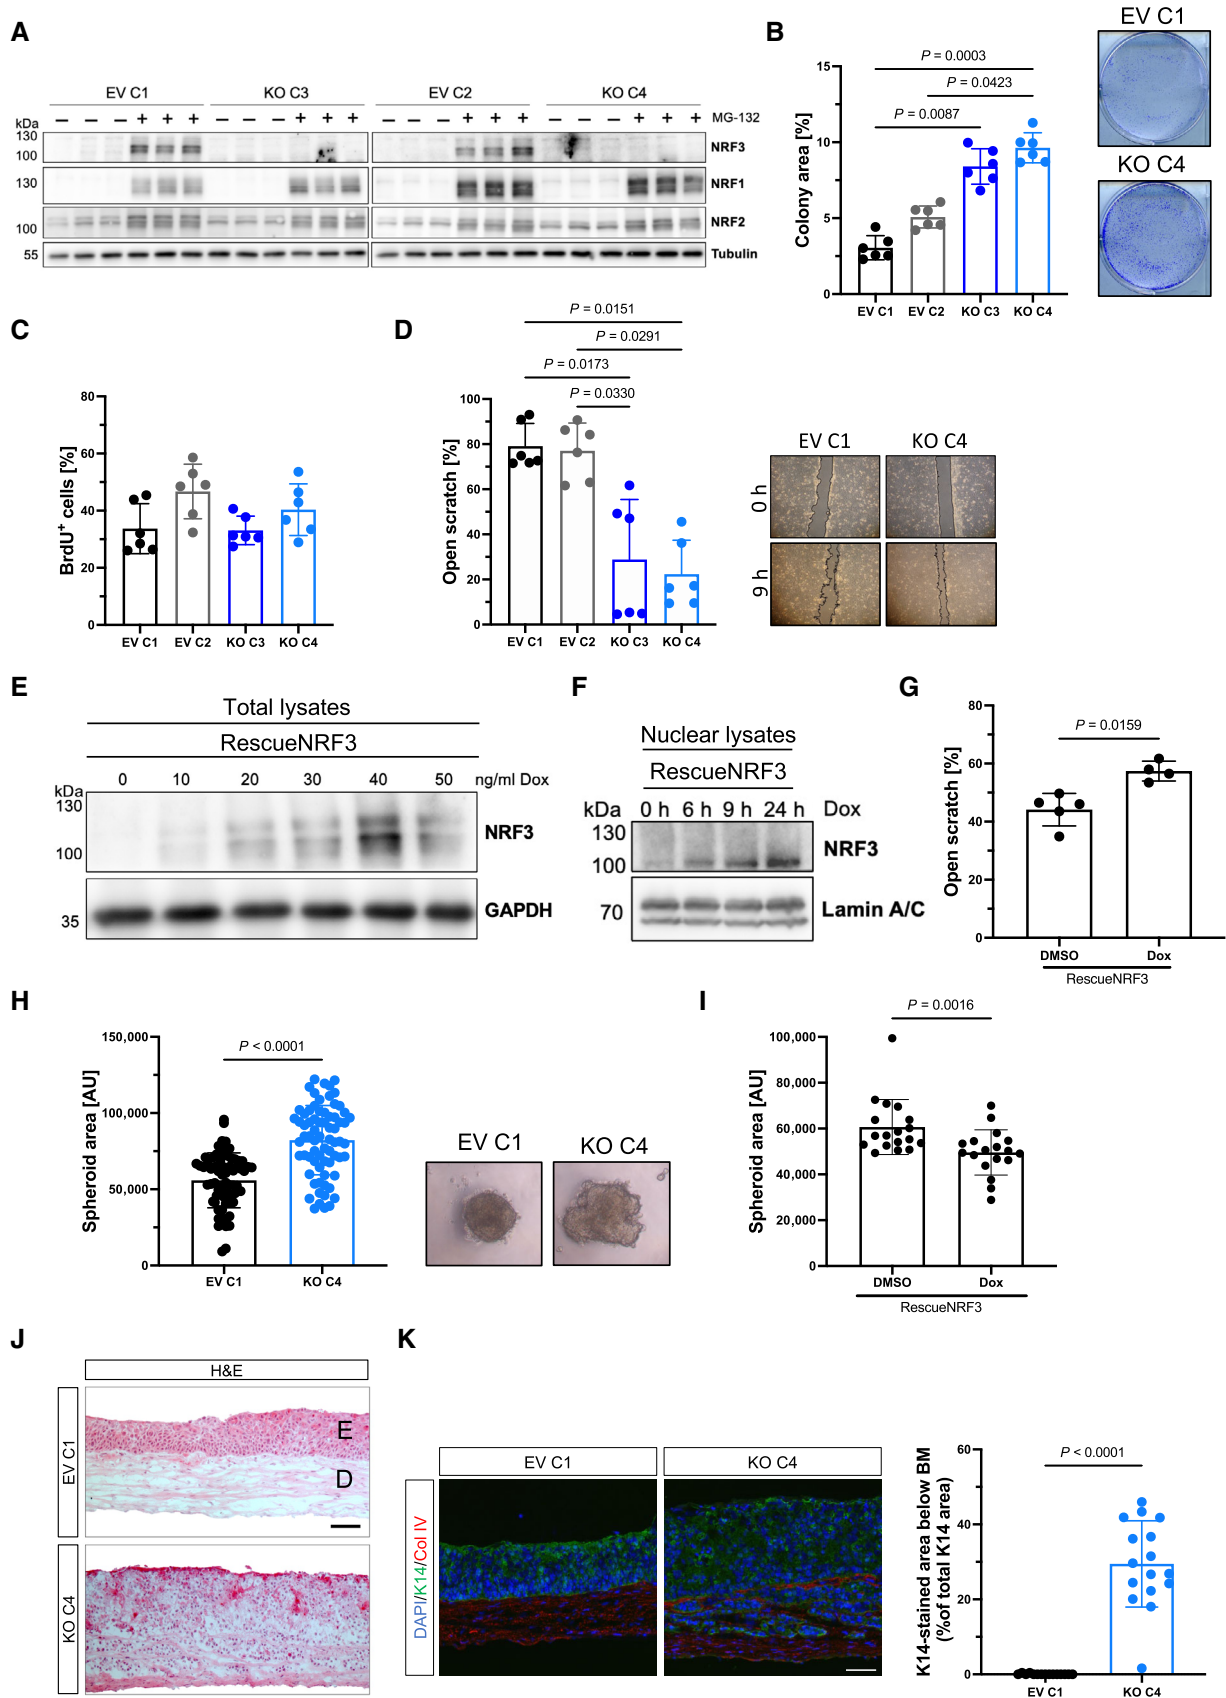 A
EV C1 KO C3 EV C2 KO C4
kDa − − − + + + − − − + + + − − − + + + − − − + + + MG-132
130
100
NRF3
130
NRF1
100
NRF2
55
Tubulin
B
P = 0.0003
P = 0.0423
P = 0.0087
Colony area [%]
15
10
5
0
EV C1 EV C2 KO C3 KO C4
EV C1
KO C4
C
BrdU+ cells [%]
80
60
40
20
0
EV C1 EV C2 KO C3 KO C4
D
P = 0.0151
P = 0.0291
P = 0.0173
P = 0.0330
Open scratch [%]
100
80
60
40
20
0
EV C1 EV C2 KO C3 KO C4
EV C1 KO C4
0 h
9 h
E
Total lysates
RescueNRF3
0 10 20 30 40 50 ng/ml Dox
kDa
130
100
NRF3
35
GAPDH
F
Nuclear lysates
RescueNRF3
kDa 0 h 6 h 9 h 24 h Dox
130
100
NRF3
70
Lamin A/C
G
P = 0.0159
Open scratch [%]
80
60
40
20
0
DMSO Dox
RescueNRF3
H
P < 0.0001
Spheroid area [AU]
150,000
100,000
50,000
0
EV C1 KO C4
EV C1 KO C4
I
P = 0.0016
Spheroid area [AU]
100,000
80,000
60,000
40,000
20,000
0
DMSO Dox
RescueNRF3
J
H&E
EV C1
E
D
KO C4
K
EV C1 KO C4
DAPI/K14/Col IV
P < 0.0001
K14-stained area below BM
(%of total K14 area)
60
40
20
0
EV C1 KO C4